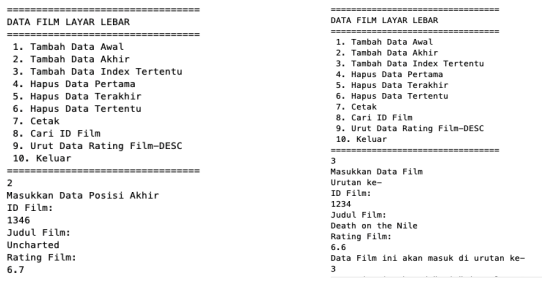 =================================
DATA FILM LAYAR LEBAR
=================================
1. Tambah Data Awal
2. Tambah Data Akhir
3. Tambah Data Index Tertentu
4. Hapus Data Pertama
5. Hapus Data Terakhir
6. Hapus Data Tertentu
7. Cetak
8. Cari ID Film
9. Urut Data Rating Film-DESC
10. Keluar
=================================
2
Masukkan Data Posisi Akhir
ID Film:
1346
Judul Film:
Uncharted
Rating Film:
6.7
=================================
DATA FILM LAYAR LEBAR
=================================
1. Tambah Data Awal
2. Tambah Data Akhir
3. Tambah Data Index Tertentu
4. Hapus Data Pertama
5. Hapus Data Terakhir
6. Hapus Data Tertentu
7. Cetak
8. Cari ID Film
9. Urut Data Rating Film-DESC
10. Keluar
=================================
3
Masukkan Data Film
Urutan ke-
ID Film:
1234
Judul Film:
Death on the Nile
Rating Film:
6.6
Data Film ini akan masuk di urutan ke-
3